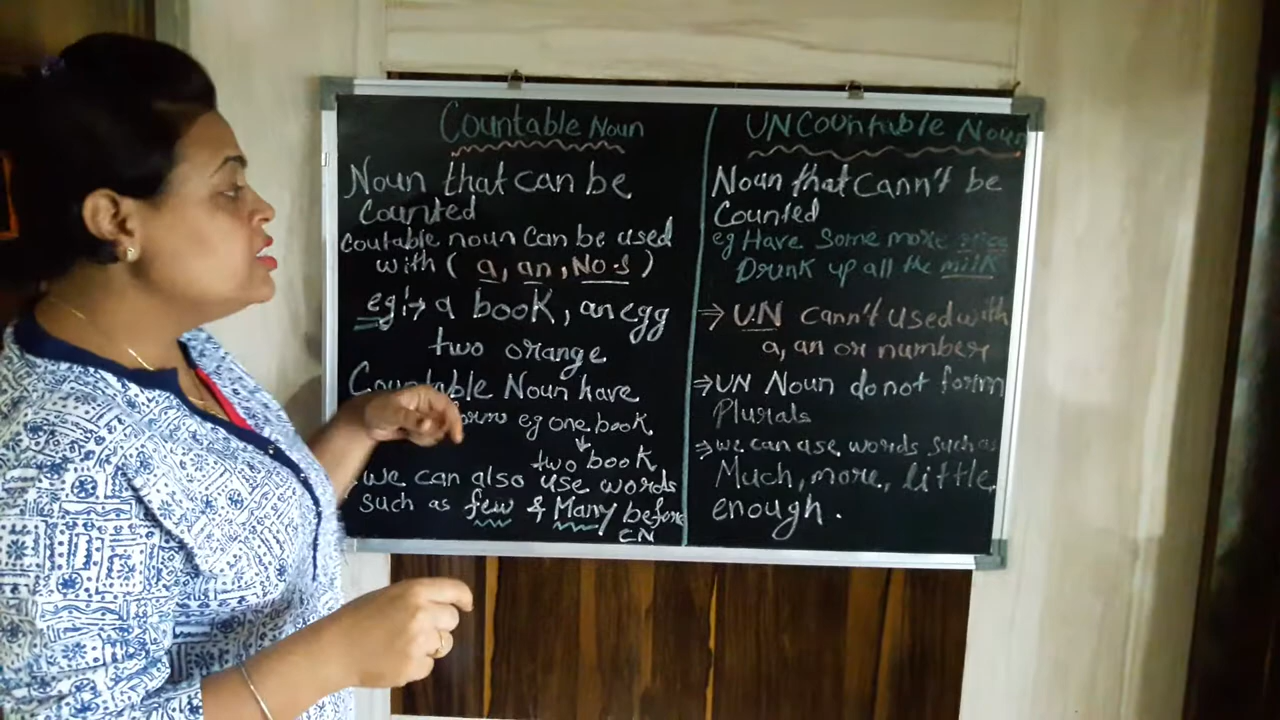 Countable Noun
Noun that can be
Counted
Coutable noun Can be used
with ( a, an, No.s )
eg:→ a book, an egg
two orange
Countable Noun have
eg one book
↓
two book
we can also use words
such as few & Many before
CN
UNCountable Noun
Noun that Cann't be
Counted
eg Have Some more rice
Drunk up all the milk
⇒ UN cann't used with
a, an or number
⇒ UN Noun do not form
Plurals
⇒ we can use words such as
Much, more, little,
enough.